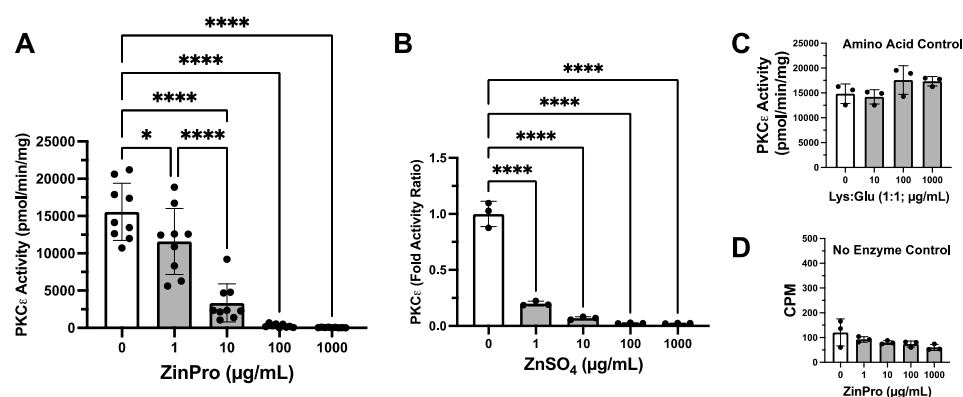 A
****
****
****
*
****
PKCε Activity (pmol/min/mg)
25000
20000
15000
10000
5000
0
0 1 10 100 1000
ZinPro (µg/mL)
B
****
****
****
****
PKCε (Fold Activity Ratio)
1.5
1.0
0.5
0.0
0 1 10 100 1000
ZnSO4 (µg/mL)
C
Amino Acid Control
PKCε Activity
(pmol/min/mg)
25000
20000
15000
10000
5000
0
0 10 100 1000
Lys:Glu (1:1; µg/mL)
D
No Enzyme Control
CPM
500
400
300
200
100
0
0 1 10 100 1000
ZinPro (µg/mL)